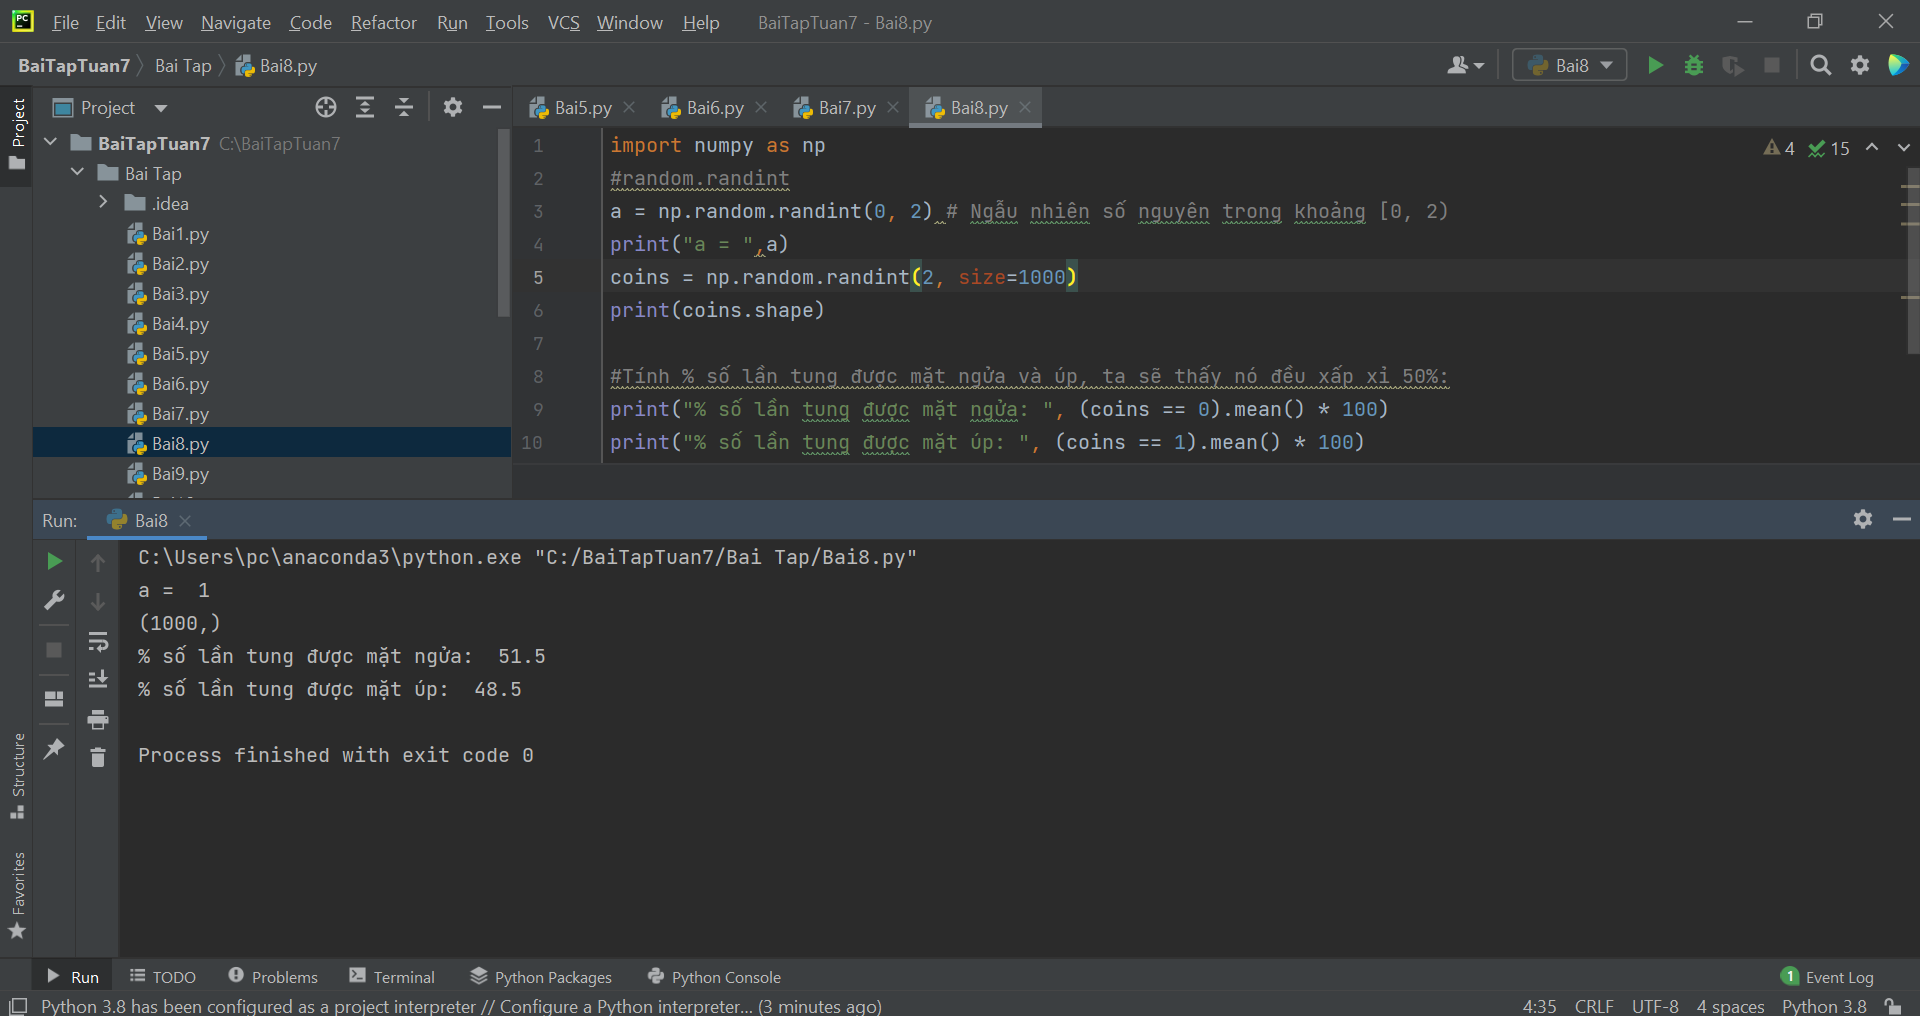 File Edit View Navigate Code Refactor Run Tools VCS Window Help BaiTapTuan7 - Bai8.py
BaiTapTuan7 Bai Tap Bai8.py Bai8
Project
Project
BaiTapTuan7 C:\BaiTapTuan7
Bai Tap
.idea
Bai1.py
Bai2.py
Bai3.py
Bai4.py
Bai5.py
Bai6.py
Bai7.py
Bai8.py
Bai9.py
Bai5.py Bai6.py Bai7.py Bai8.py
4 15
1 import numpy as np
2 #random.randint
3 a = np.random.randint(0, 2) # Ngẫu nhiên số nguyên trong khoảng [0, 2)
4 print("a = ",a)
5 coins = np.random.randint(2, size=1000)
6 print(coins.shape)
7
8 #Tính % số lần tung được mặt ngửa và úp, ta sẽ thấy nó đều xấp xỉ 50%:
9 print("% số lần tung được mặt ngửa: ", (coins == 0).mean() * 100)
10 print("% số lần tung được mặt úp: ", (coins == 1).mean() * 100)
Run: Bai8
C:\Users\pc\anaconda3\python.exe "C:/BaiTapTuan7/Bai Tap/Bai8.py"
a =  1
(1000,)
% số lần tung được mặt ngửa:  51.5
% số lần tung được mặt úp:  48.5
Process finished with exit code 0
Structure
Favorites
Run TODO Problems Terminal Python Packages Python Console 1 Event Log
Python 3.8 has been configured as a project interpreter // Configure a Python interpreter... (3 minutes ago) 4:35 CRLF UTF-8 4 spaces Python 3.8